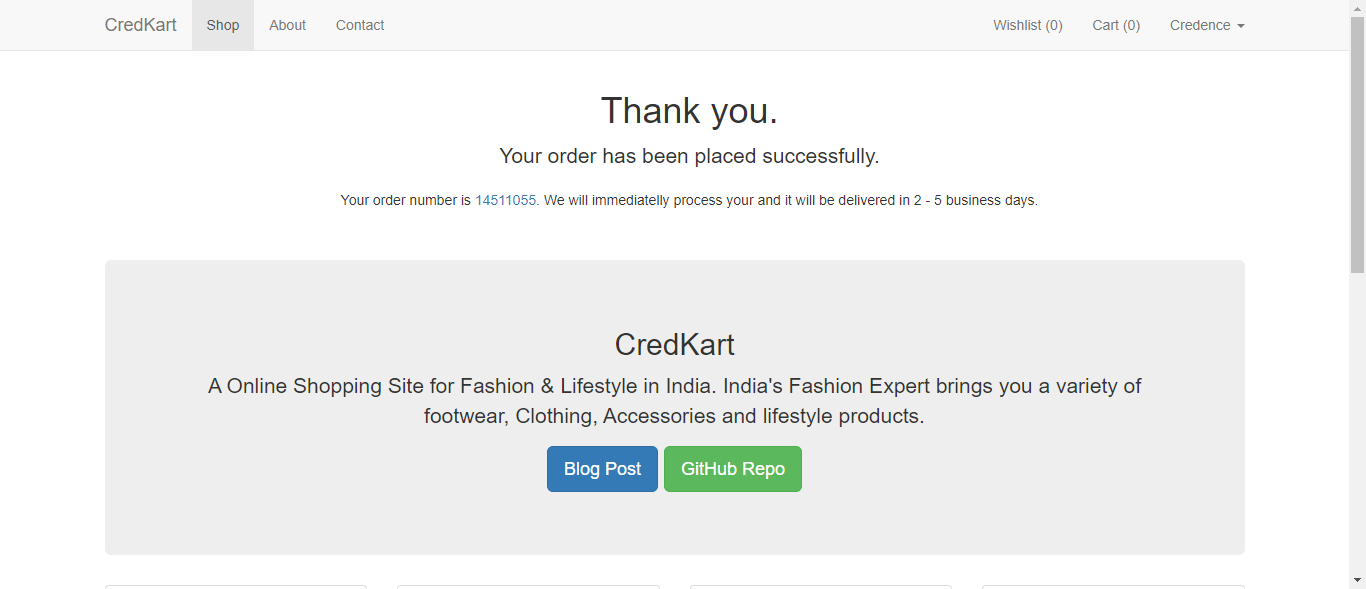 CredKart Shop About Contact Wishlist (0) Cart (0) Credence
Thank you.
Your order has been placed successfully.
Your order number is 14511055. We will immediatelly process your and it will be delivered in 2 - 5 business days.
CredKart
A Online Shopping Site for Fashion & Lifestyle in India. India's Fashion Expert brings you a variety of
footwear, Clothing, Accessories and lifestyle products.
Blog Post GitHub Repo